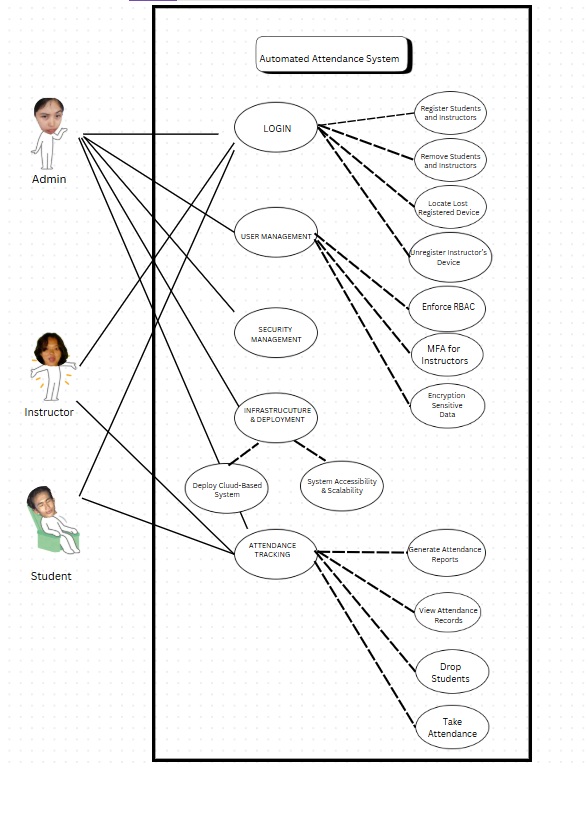 Automated Attendance System
Admin
Instructor
Student
LOGIN
Register Students
and Instructors
Remove Students
and Instructors
Locate Lost
Registered Device
Unregister Instructor's
Device
USER MANAGEMENT
Enforce RBAC
MFA for
Instructors
Encryption
Sensitive
Data
SECURITY
MANAGEMENT
INFRASTRUCUTURE
& DEPLOYMENT
Deploy Cluud-Based
System
System Accessibility
& Scalability
ATTENDANCE
TRACKING
Generate Attendance
Reports
View Attendance
Records
Drop
Students
Take
Attendance